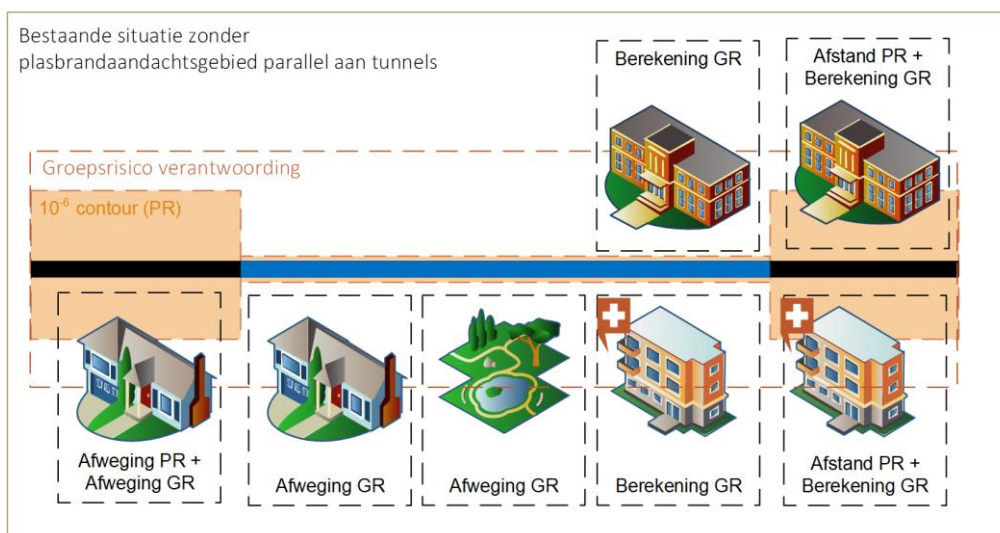 Bestaande situatie zonder
plasbrandaandachtsgebied parallel aan tunnels
Berekening GR
Afstand PR +
Berekening GR
Groepsrisico verantwoording
10⁻⁶ contour (PR)
Afweging PR +
Afweging GR
Afweging GR
Afweging GR
Berekening GR
Afstand PR +
Berekening GR